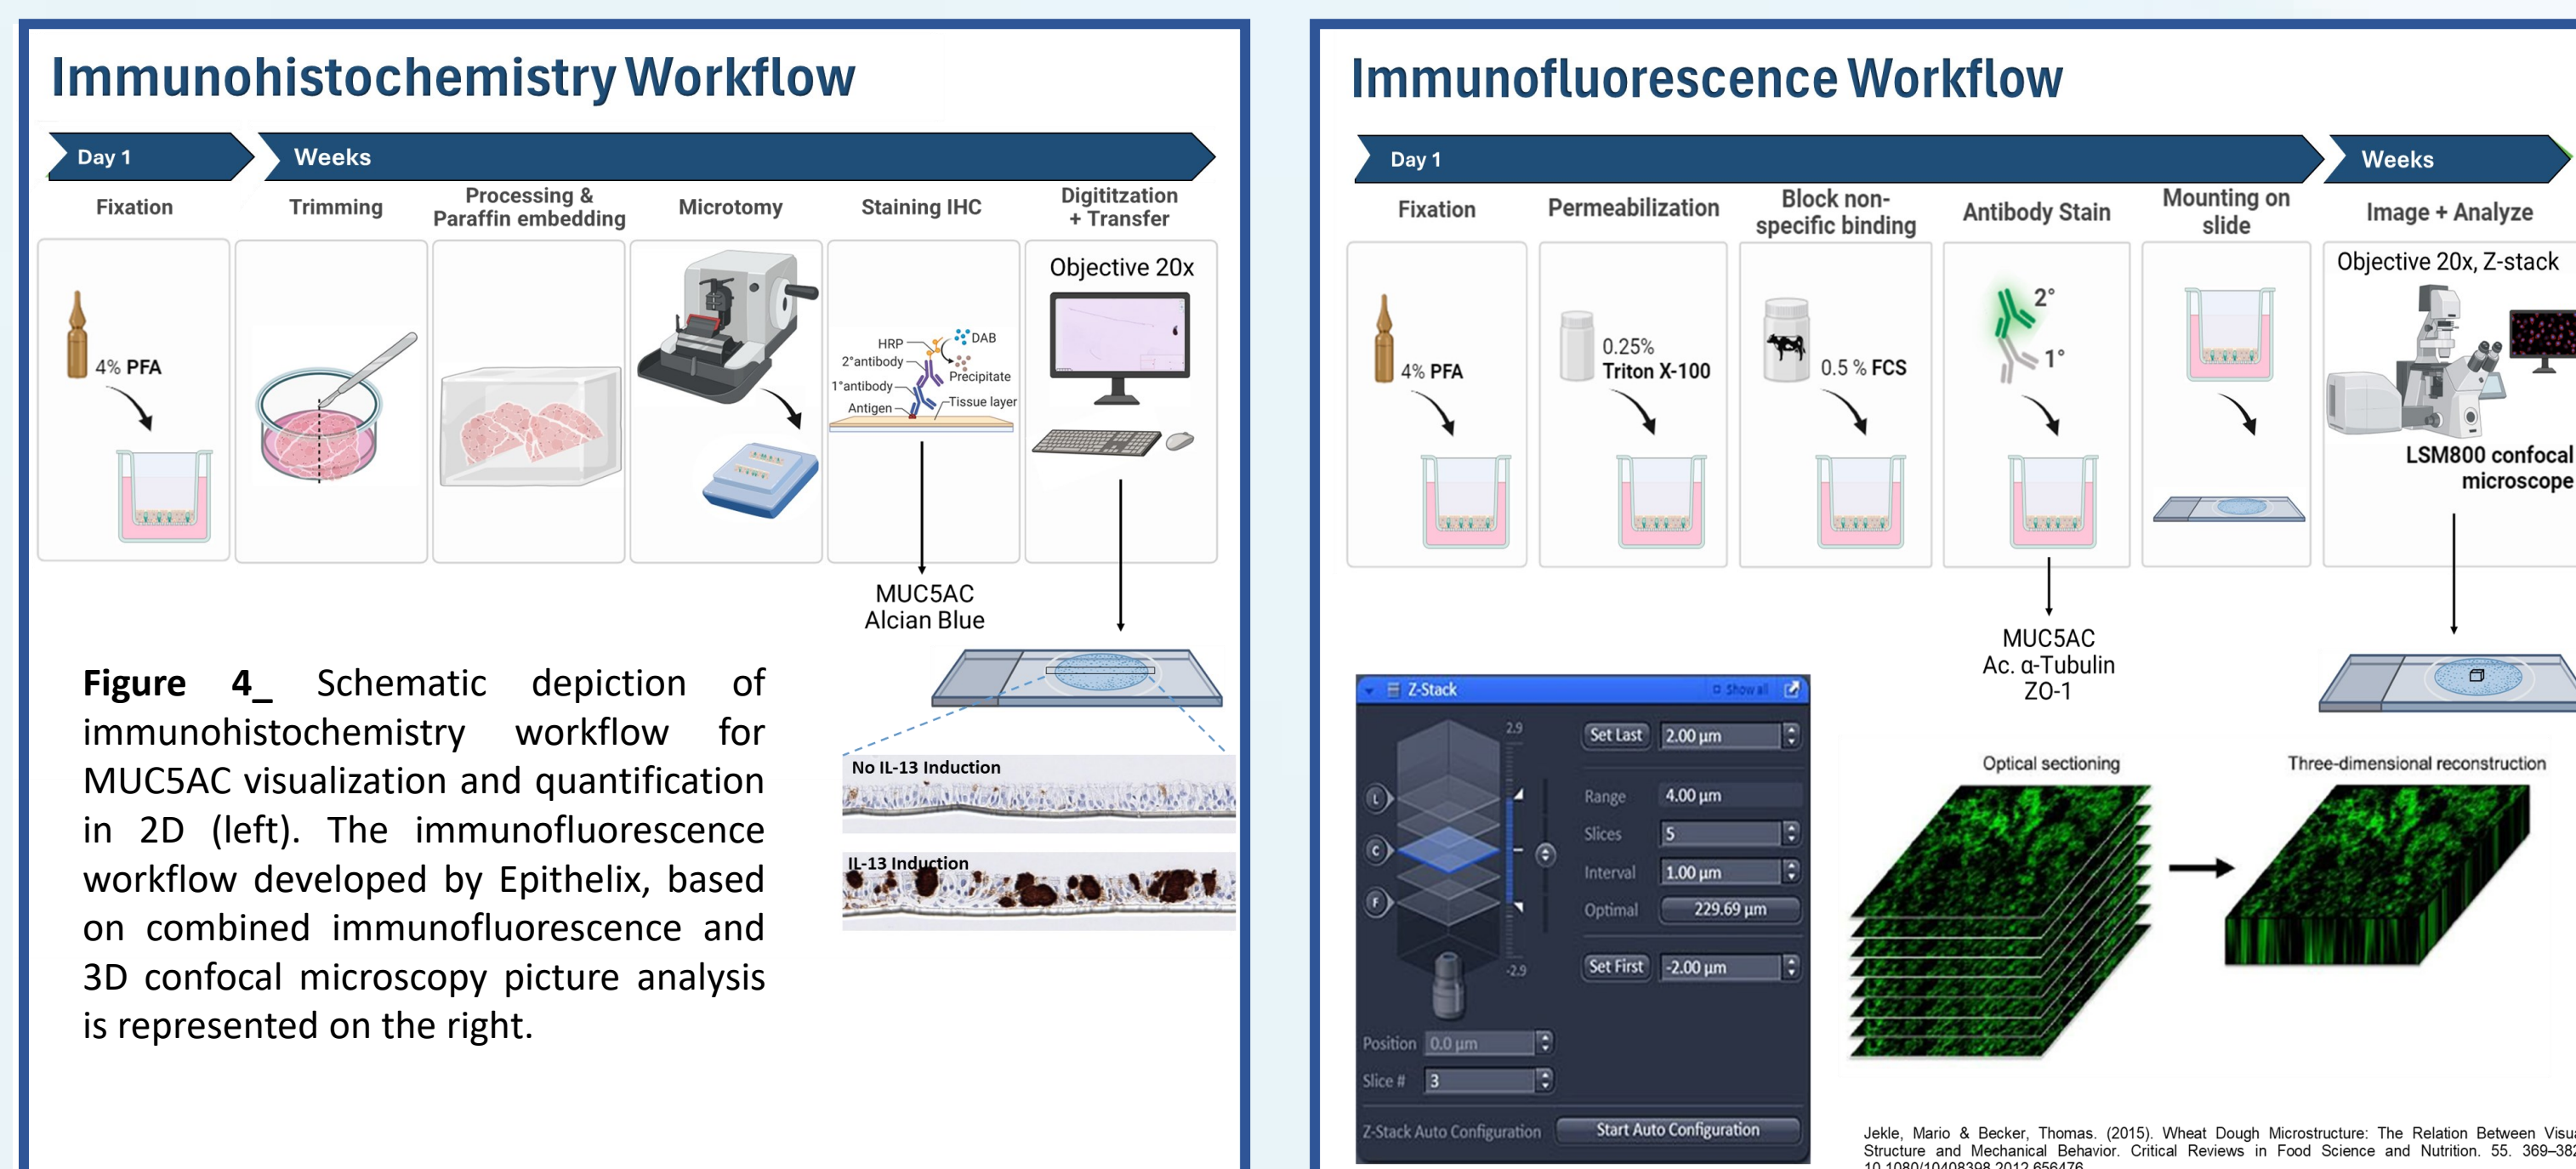 Immunohistochemistry Workflow
Day 1
Weeks
Fixation
Trimming
Processing &
Paraffin embedding
Microtomy
Staining IHC
Digititzation
+ Transfer
4% PFA
HRP
DAB
2°antibody
Precipitate
1°antibody
Tissue layer
Antigen
Objective 20x
MUC5AC
Alcian Blue
No IL-13 Induction
IL-13 Induction
Figure 4_ Schematic depiction of
immunohistochemistry workflow for
MUC5AC visualization and quantification
in 2D (left). The immunofluorescence
workflow developed by Epithelix, based
on combined immunofluorescence and
3D confocal microscopy picture analysis
is represented on the right.
Immunofluorescence Workflow
Day 1
Weeks
Fixation
Permeabilization
Block non-
specific binding
Antibody Stain
Mounting on
slide
Image + Analyze
4% PFA
0.25%
Triton X-100
0.5 % FCS
2°
1°
Objective 20x, Z-stack
LSM800 confocal
microscope
MUC5AC
Ac. α-Tubulin
ZO-1
Z-Stack
Show all
2.9
L
C
F
-2.9
Set Last 2.00 µm
Range 4.00 µm
Slices 5
Interval 1.00 µm
Optimal 229.69 µm
Set First -2.00 µm
Position 0.0 µm
Slice # 3
Z-Stack Auto Configuration Start Auto Configuration
Optical sectioning
Three-dimensional reconstruction
Jekle, Mario & Becker, Thomas. (2015). Wheat Dough Microstructure: The Relation Between
Structure and Mechanical Behavior. Critical Reviews in Food Science and Nutrition. 55.
10.1080/10408398.2012.656476